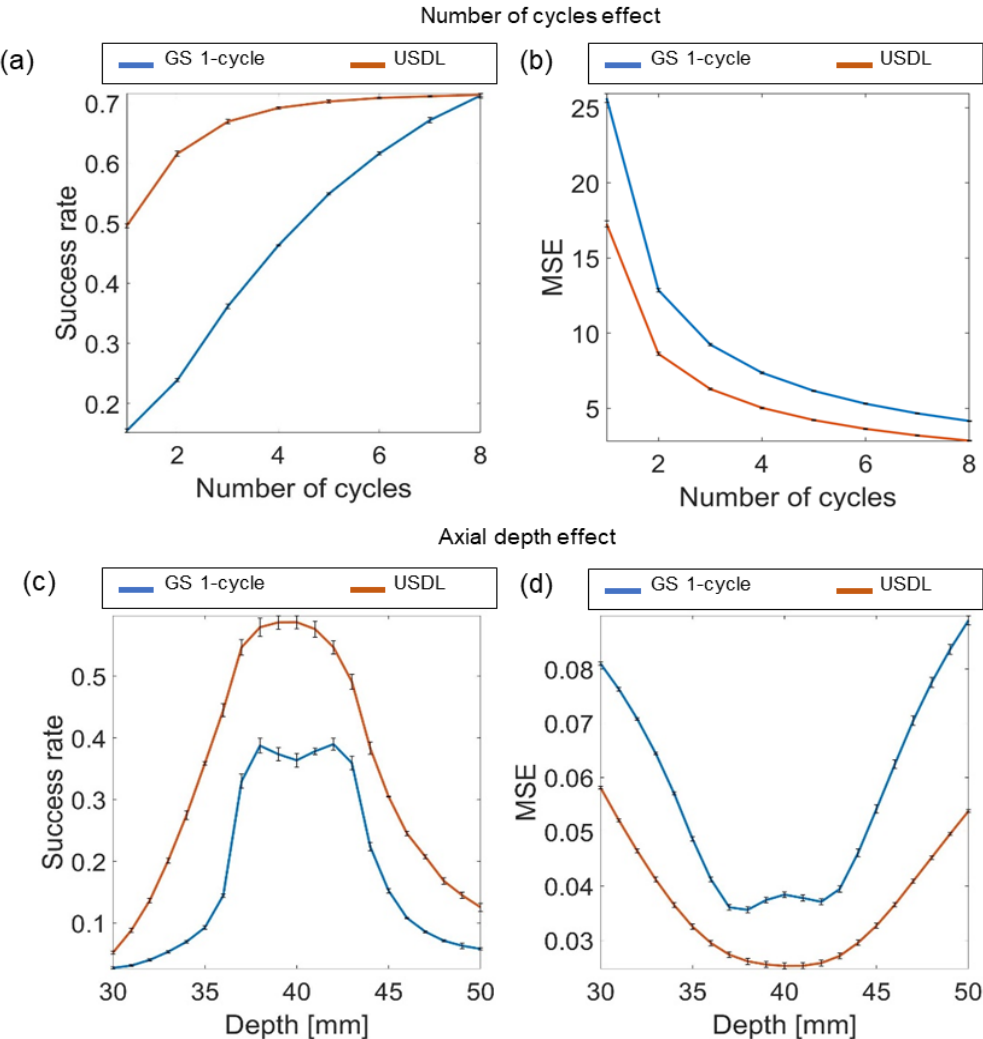 Number of cycles effect
(a)
GS 1-cycle
USDL
(b)
GS 1-cycle
USDL
0.7
0.6
0.5
0.4
0.3
0.2
Success rate
2
4
6
8
Number of cycles
25
20
15
10
5
MSE
2
4
6
8
Number of cycles
Axial depth effect
(c)
GS 1-cycle
USDL
(d)
GS 1-cycle
USDL
0.5
0.4
0.3
0.2
0.1
Success rate
30
35
40
45
50
Depth [mm]
0.08
0.07
0.06
0.05
0.04
0.03
MSE
30
35
40
45
50
Depth [mm]